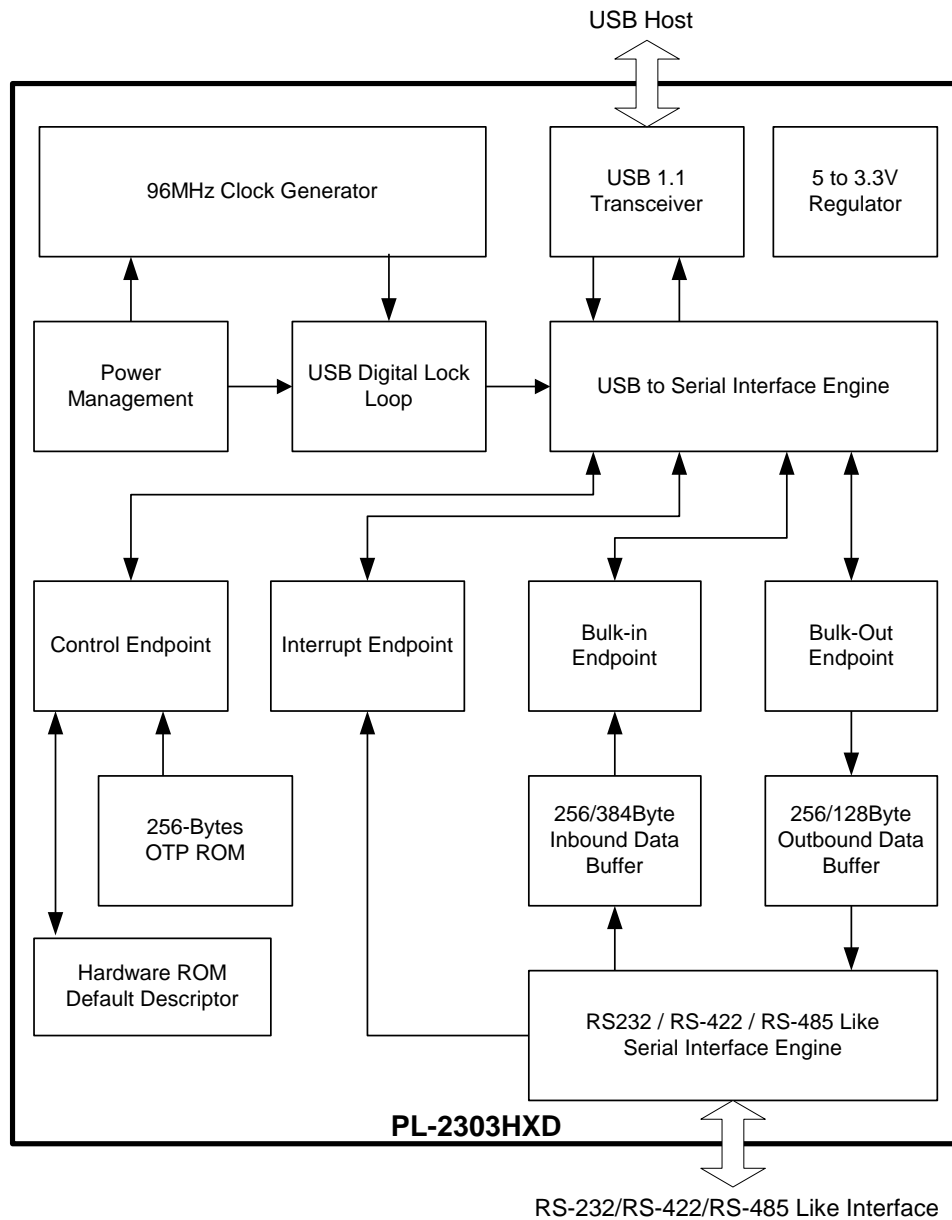 USB Host
96MHz Clock Generator
USB 1.1
Transceiver
5 to 3.3V
Regulator
Power
Management
USB Digital Lock
Loop
USB to Serial Interface Engine
Control Endpoint
Interrupt Endpoint
Bulk-in
Endpoint
Bulk-Out
Endpoint
256-Bytes
OTP ROM
256/384Byte
Inbound Data
Buffer
256/128Byte
Outbound Data
Buffer
Hardware ROM
Default Descriptor
RS232 / RS-422 / RS-485 Like
Serial Interface Engine
PL-2303HXD
RS-232/RS-422/RS-485 Like Interface